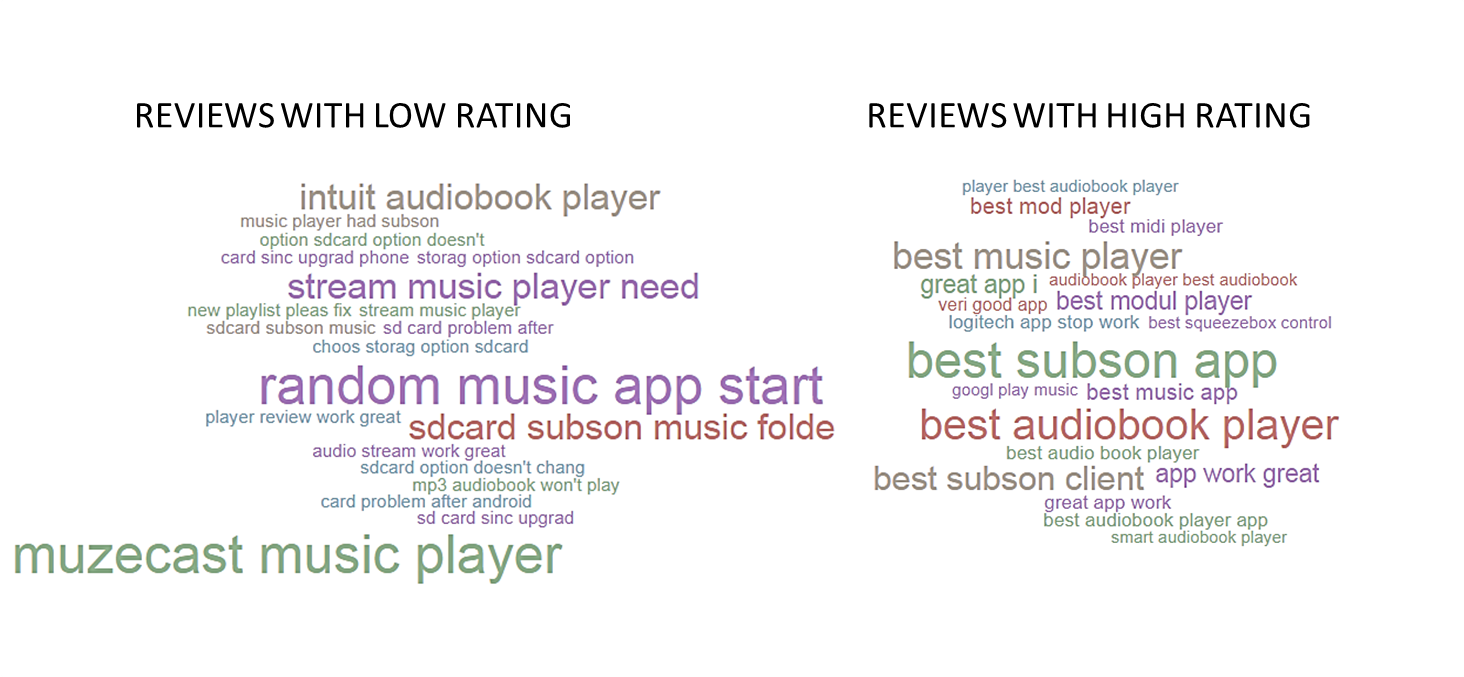 REVIEWS WITH LOW RATING
intuit audiobook player
music player had subson
option sdcard option doesn't
card sinc upgrad phone storag option sdcard option
stream music player need
new playlist pleas fix stream music player
sdcard subson music sd card problem after
choos storag option sdcard
random music app start
player review work great
sdcard subson music folde
audio stream work great
sdcard option doesn't chang
mp3 audiobook won't play
card problem after android
sd card sinc upgrad
muzecast music player
REVIEWS WITH HIGH RATING
player best audiobook player
best mod player
best midi player
best music player
great app i audiobook player best audiobook
veri good app best modul player
logitech app stop work best squeezebox control
best subson app
googl play music best music app
best audiobook player
best audio book player
best subson client app work great
great app work
best audiobook player app
smart audiobook player